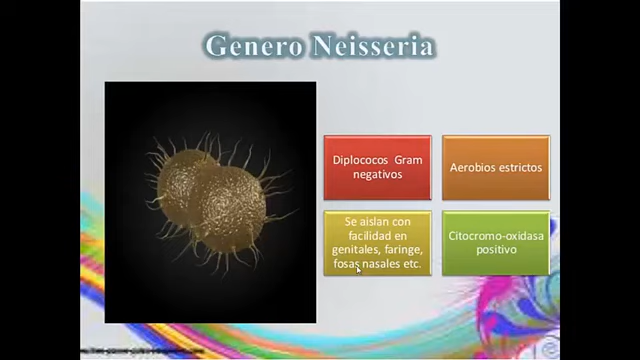 Genero Neisseria
Diplococos Gram
negativos
Aerobios estrictos
Se aislan con
facilidad en
genitales, faringe,
fosas nasales etc.
Citocromo-oxidasa
positivo